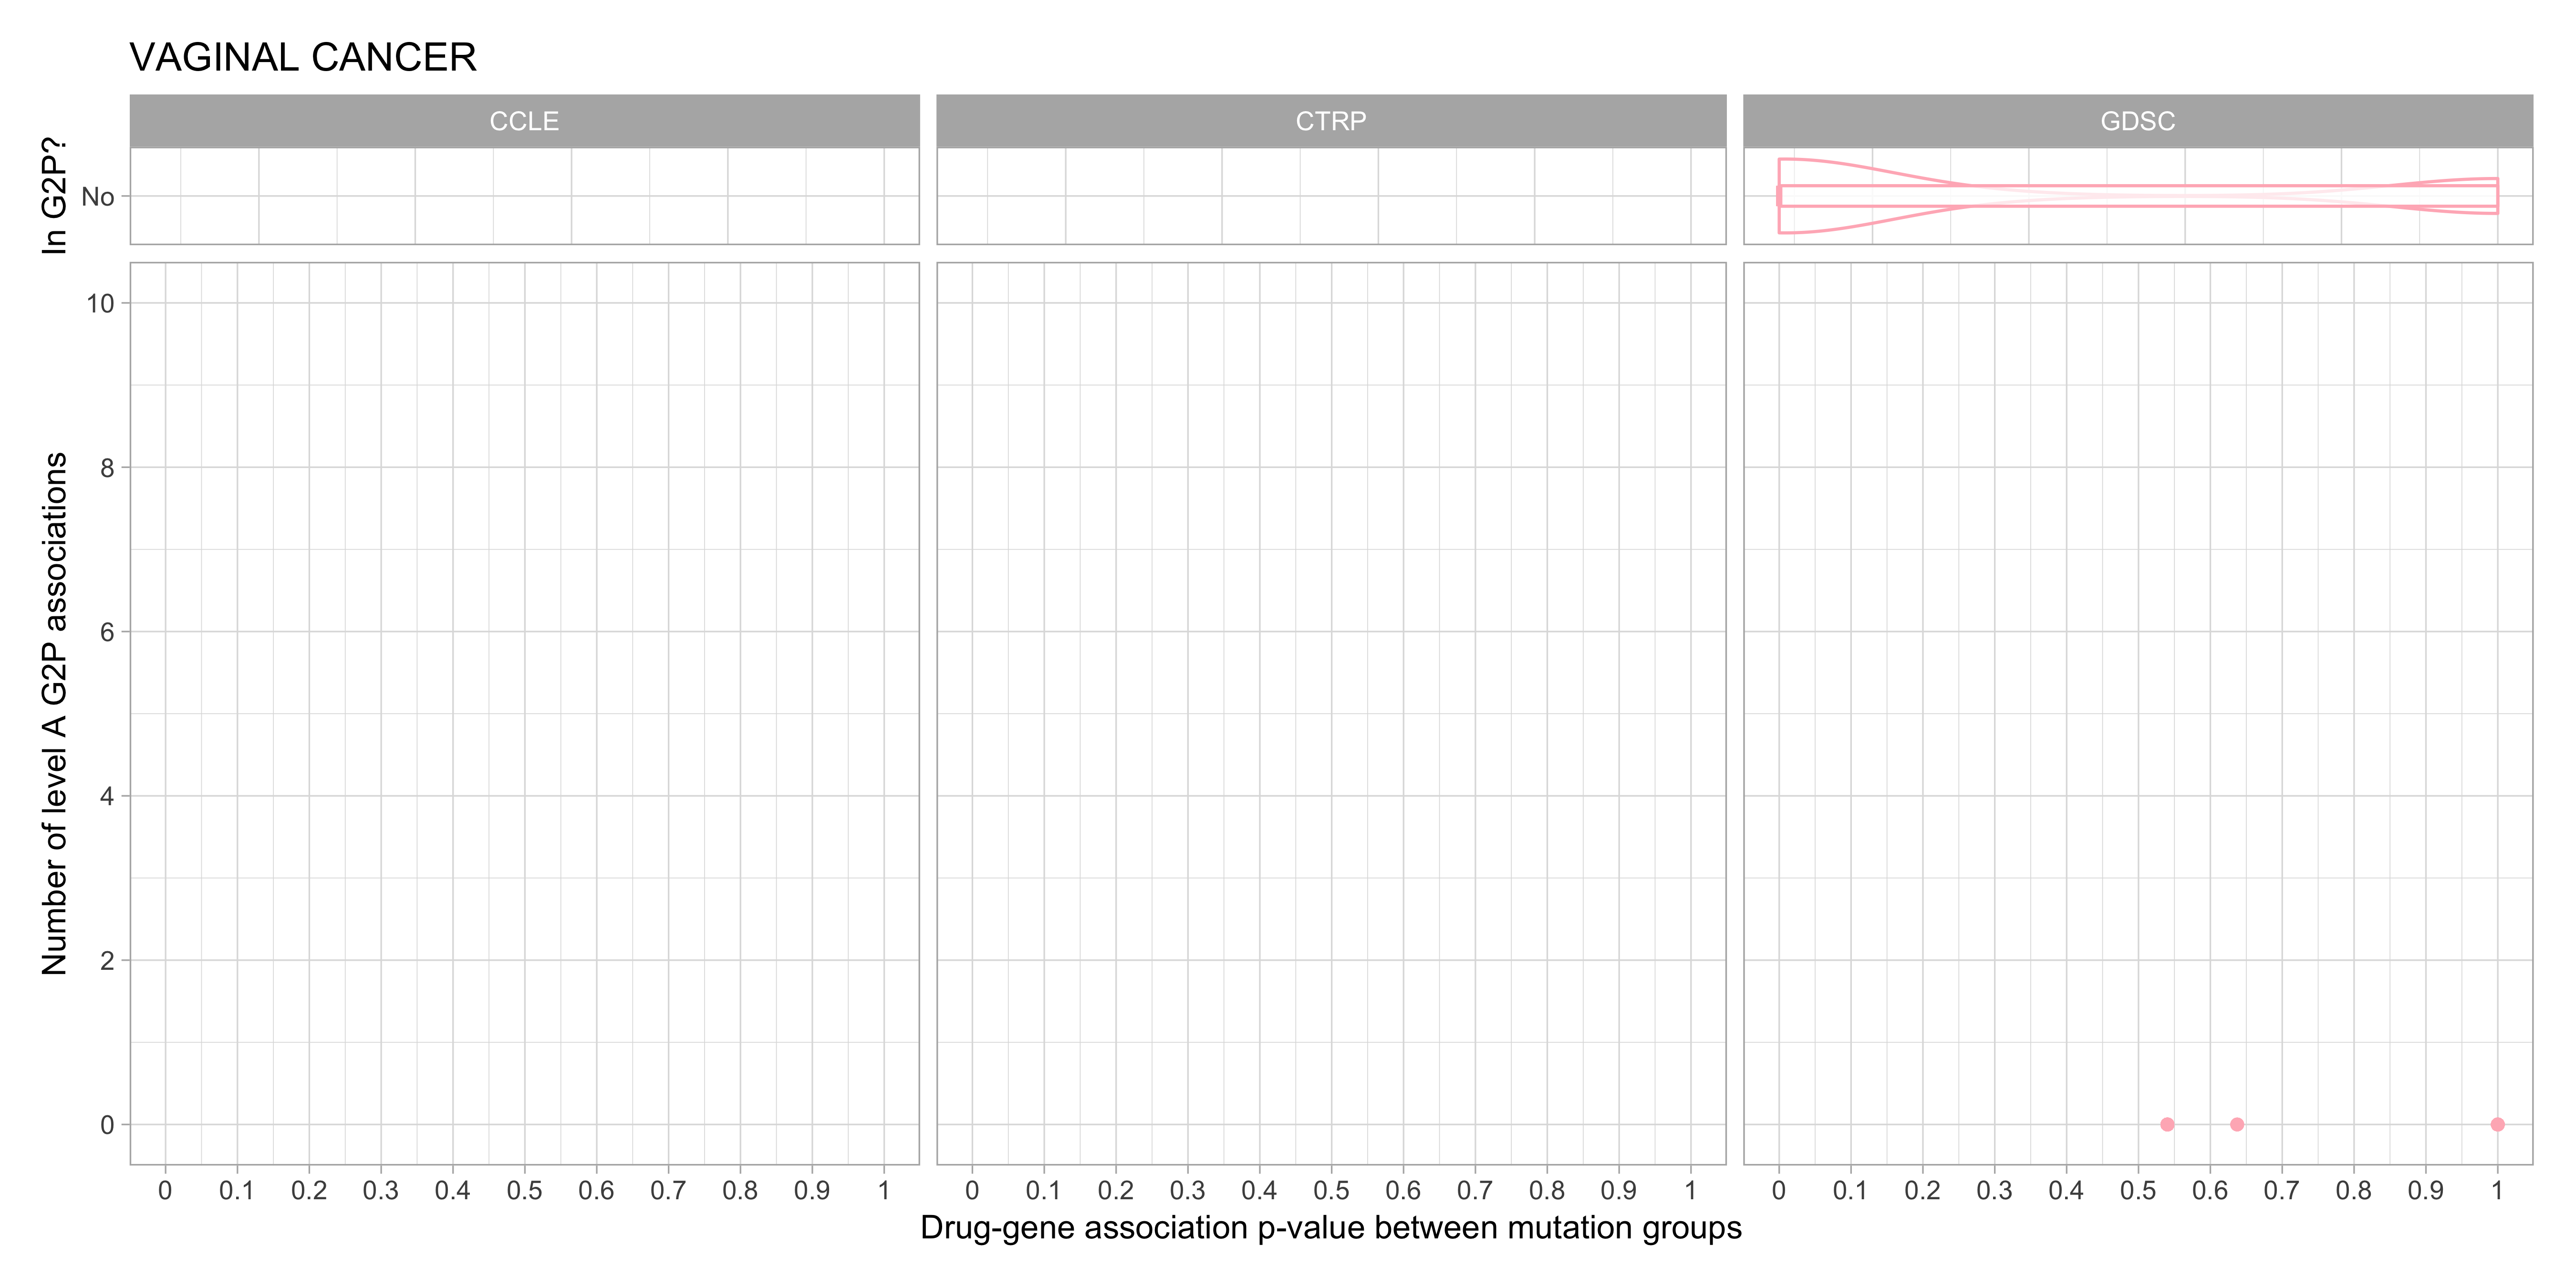 VAGINAL CANCER
CCLE
CTRP
GDSC
In G2P?
No
Number of level A G2P associations
10
8
6
4
2
0
0 0.1 0.2 0.3 0.4 0.5 0.6 0.7 0.8 0.9 1
0 0.1 0.2 0.3 0.4 0.5 0.6 0.7 0.8 0.9 1
0 0.1 0.2 0.3 0.4 0.5 0.6 0.7 0.8 0.9 1
Drug-gene association p-value between mutation groups